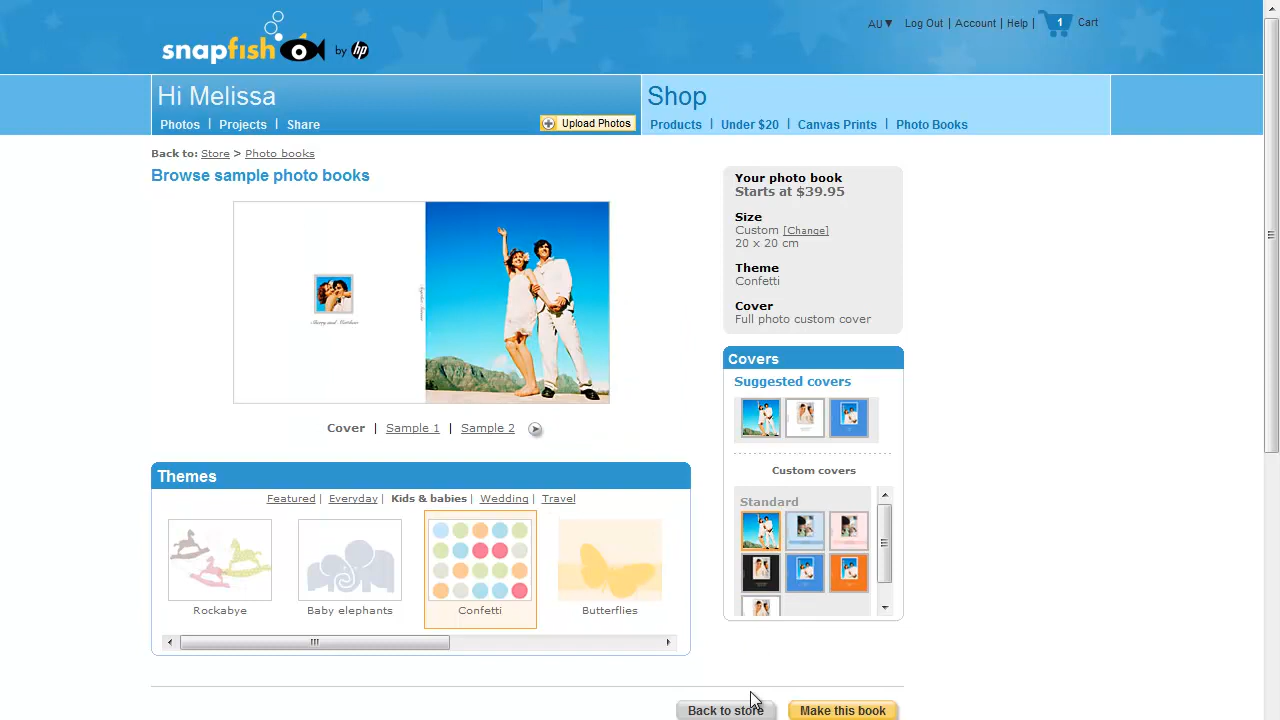 snapfish by hp
AU▼ Log Out | Account | Help | 1 Cart
Hi Melissa
Photos | Projects | Share
Upload Photos
Shop
Products | Under $20 | Canvas Prints | Photo Books
Back to: Store > Photo books
Browse sample photo books
Cover | Sample 1 | Sample 2
Themes
Featured | Everyday | Kids & babies | Wedding | Travel
Rockabye
Baby elephants
Confetti
Butterflies
Your photo book
Starts at $39.95
Size
Custom [Change]
20 x 20 cm
Theme
Confetti
Cover
Full photo custom cover
Covers
Suggested covers
Custom covers
Standard
Back to store
Make this book